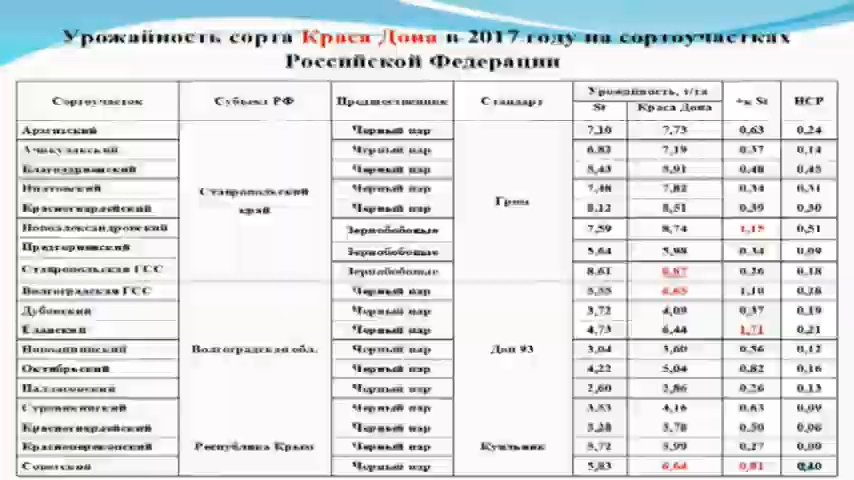 Урожайность сорта Краса Дона в 2017 году на сортоучастках
Российской Федерации
Сортоучасток Субъект РФ Предшественник Стандарт Урожайность, т/га +к St НСР
St Краса Дона
Арзгирский Черный пар 7,10 7,73 0,63 0,24
Ачикулакский Черный пар 6,82 7,19 0,37 0,14
Благодарненский Черный пар 5,43 5,91 0,48 0,45
Ипатовский Ставропольский край Черный пар Гром 7,48 7,82 0,34 0,31
Красногвардейский Черный пар 8,12 8,51 0,39 0,30
Новоалександровский Зернобобовые 7,59 8,74 1,15 0,51
Предгорненский Зернобобовые 5,64 5,98 0,34 0,09
Ставропольская ГСС Зернобобовые 8,61 8,87 0,26 0,18
Волгоградская ГСС Черный пар 5,55 6,65 1,10 0,28
Дубовский Черный пар 3,72 4,09 0,37 0,19
Еланский Черный пар 4,73 6,44 1,71 0,21
Новоаннинский Волгоградская обл. Черный пар Дон 93 3,04 3,60 0,56 0,12
Октябрьский Черный пар 4,22 5,04 0,82 0,16
Палласовский Черный пар 2,60 2,86 0,26 0,13
Суровикинский Черный пар 3,53 4,16 0,63 0,09
Красногвардейский Черный пар 5,28 5,78 0,50 0,06
Красноперекопский Республика Крым Черный пар Куяльник 5,72 5,99 0,27 0,09
Советский Черный пар 5,83 6,64 0,81 0,40